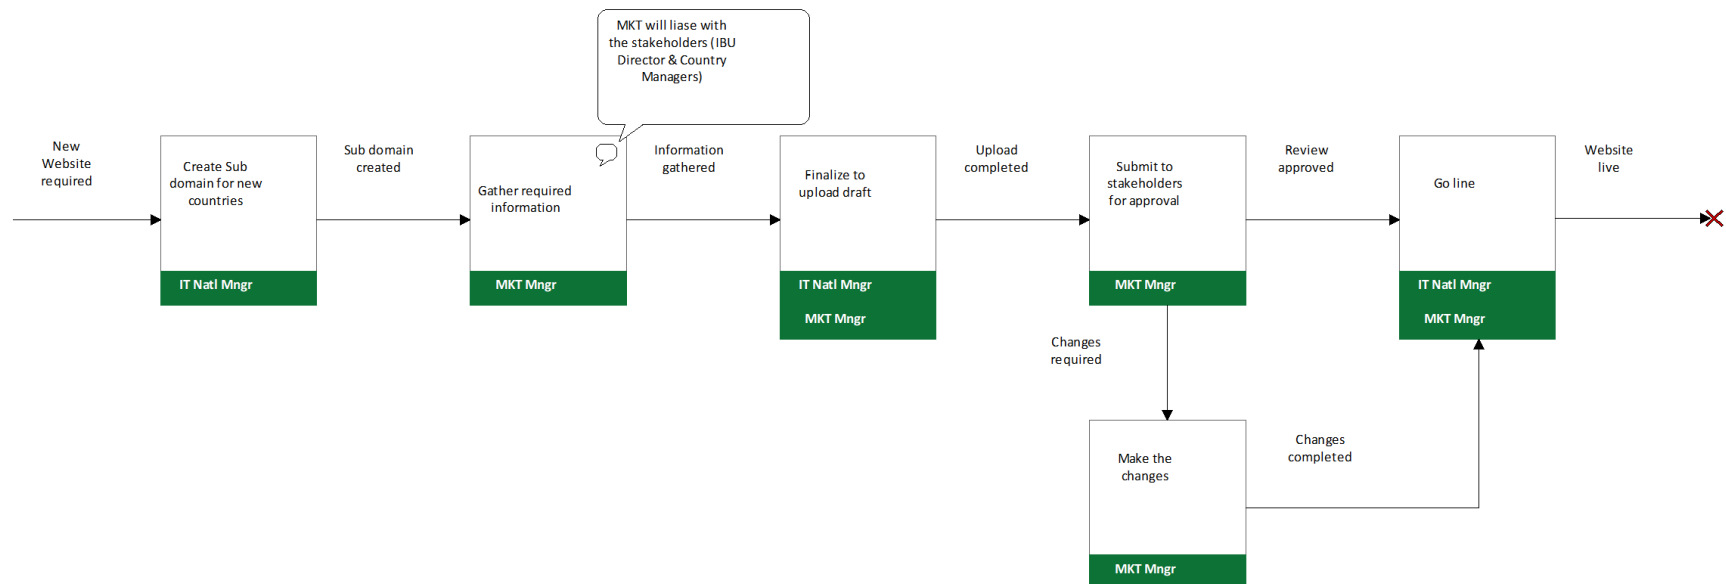 MKT will liase with
the stakeholders (IBU
Director & Country
Managers)
New
Website
required
Create Sub
domain for new
countries
IT Natl Mngr
Sub domain
created
Gather required
information
MKT Mngr
Information
gathered
Finalize to
upload draft
IT Natl Mngr
MKT Mngr
Upload
completed
Submit to
stakeholders
for approval
MKT Mngr
Review
approved
Go line
IT Natl Mngr
MKT Mngr
Website
live
Changes
required
Make the
changes
MKT Mngr
Changes
completed